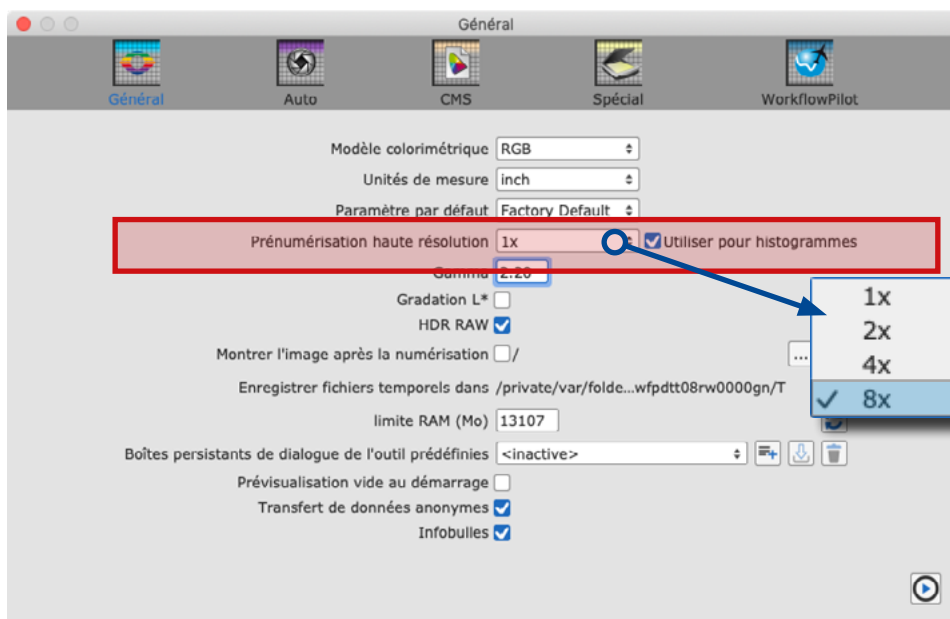 Général
Général Auto CMS Spécial WorkflowPilot
Modèle colorimétrique RGB
Unités de mesure inch
Paramètre par défaut Factory Default
Prénumérisation haute résolution 1x Utiliser pour histogrammes
Gamma 2.20
Gradation L*
HDR RAW
Montrer l'image après la numérisation / ...
Enregistrer fichiers temporels dans /private/var/folde...wfpdtt08rw0000gn/T
limite RAM (Mo) 13107
Boîtes persistants de dialogue de l'outil prédéfinies <inactive>
Prévisualisation vide au démarrage
Transfert de données anonymes
Infobulles
1x
2x
4x
8x